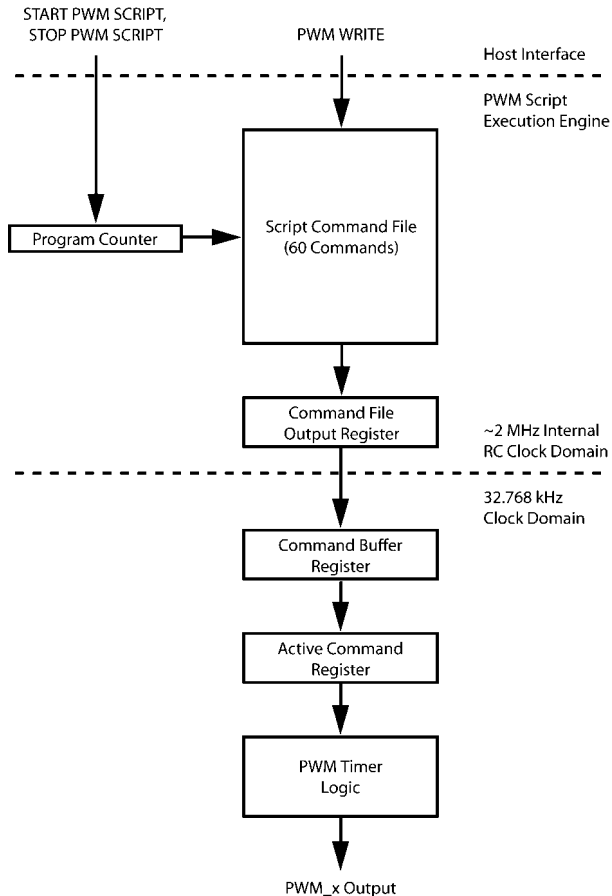 START PWM SCRIPT,
STOP PWM SCRIPT
PWM WRITE
Host Interface
PWM Script
Execution Engine
Program Counter
Script Command File
(60 Commands)
Command File
Output Register
~2 MHz Internal
RC Clock Domain
32.768 kHz
Clock Domain
Command Buffer
Register
Active Command
Register
PWM Timer
Logic
PWM_x Output